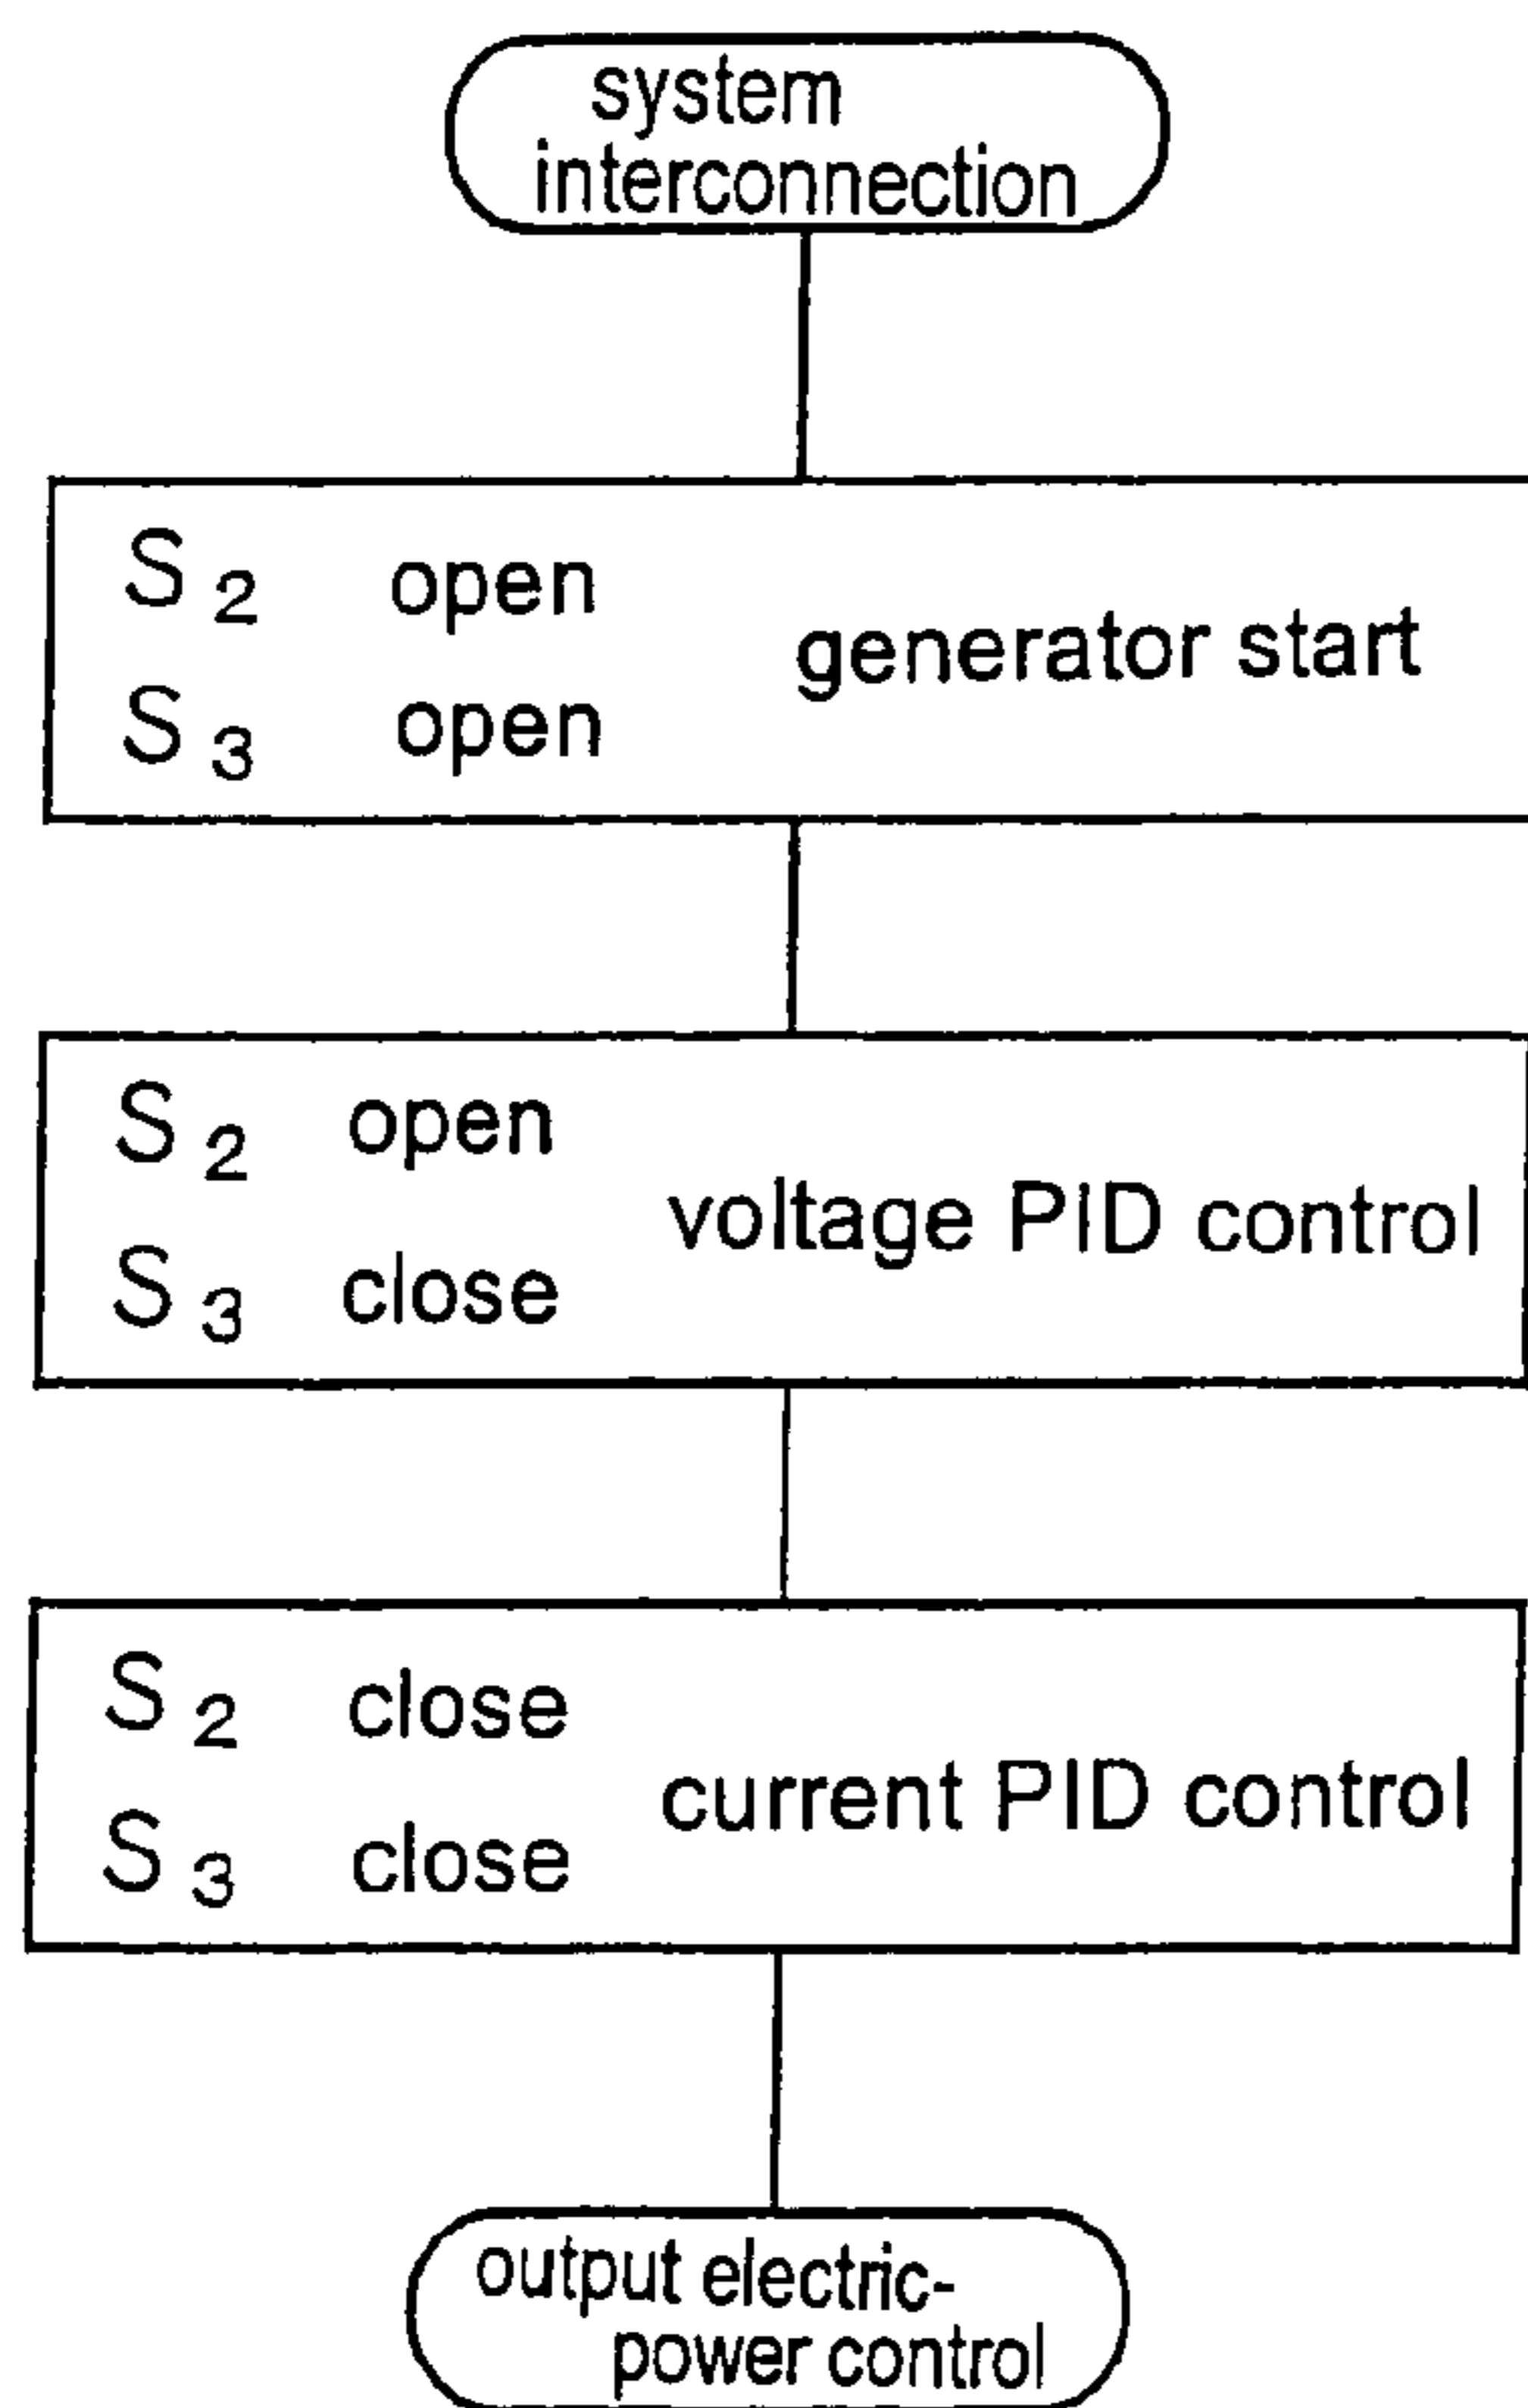 system
interconnection
S2 open
generator start
S3 open
S2 open
voltage PID control
S3 close
S2 close
current PID control
S3 close
output electric-
power control